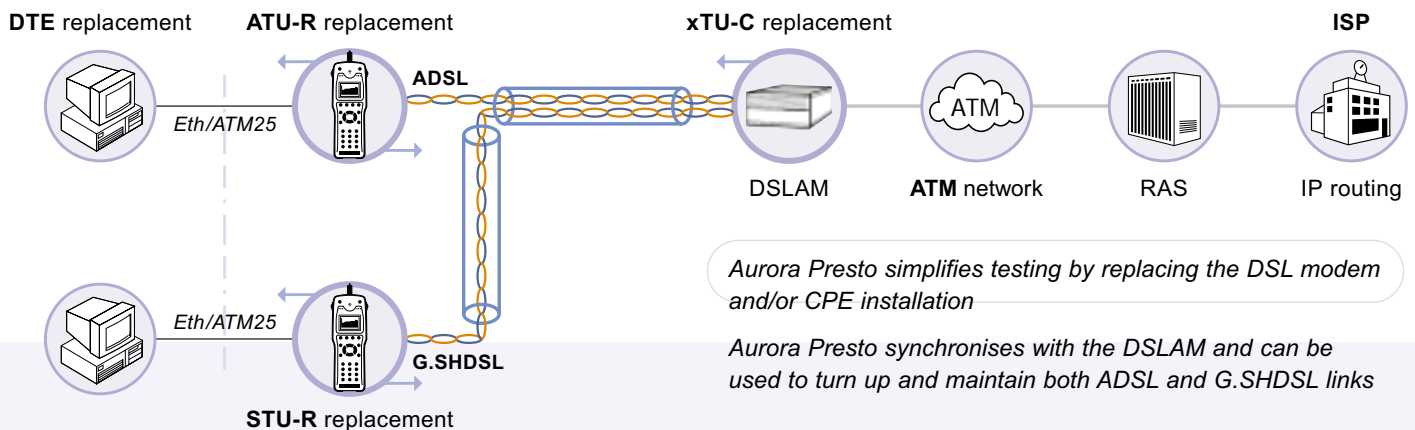 DTE replacement
ATU-R replacement
xTU-C replacement
ISP
ADSL
Eth/ATM25
ATM
DSLAM
ATM network
RAS
IP routing
Aurora Presto simplifies testing by replacing the DSL modem
and/or CPE installation
Eth/ATM25
G.SHDSL
Aurora Presto synchronises with the DSLAM and can be
used to turn up and maintain both ADSL and G.SHDSL links
STU-R replacement